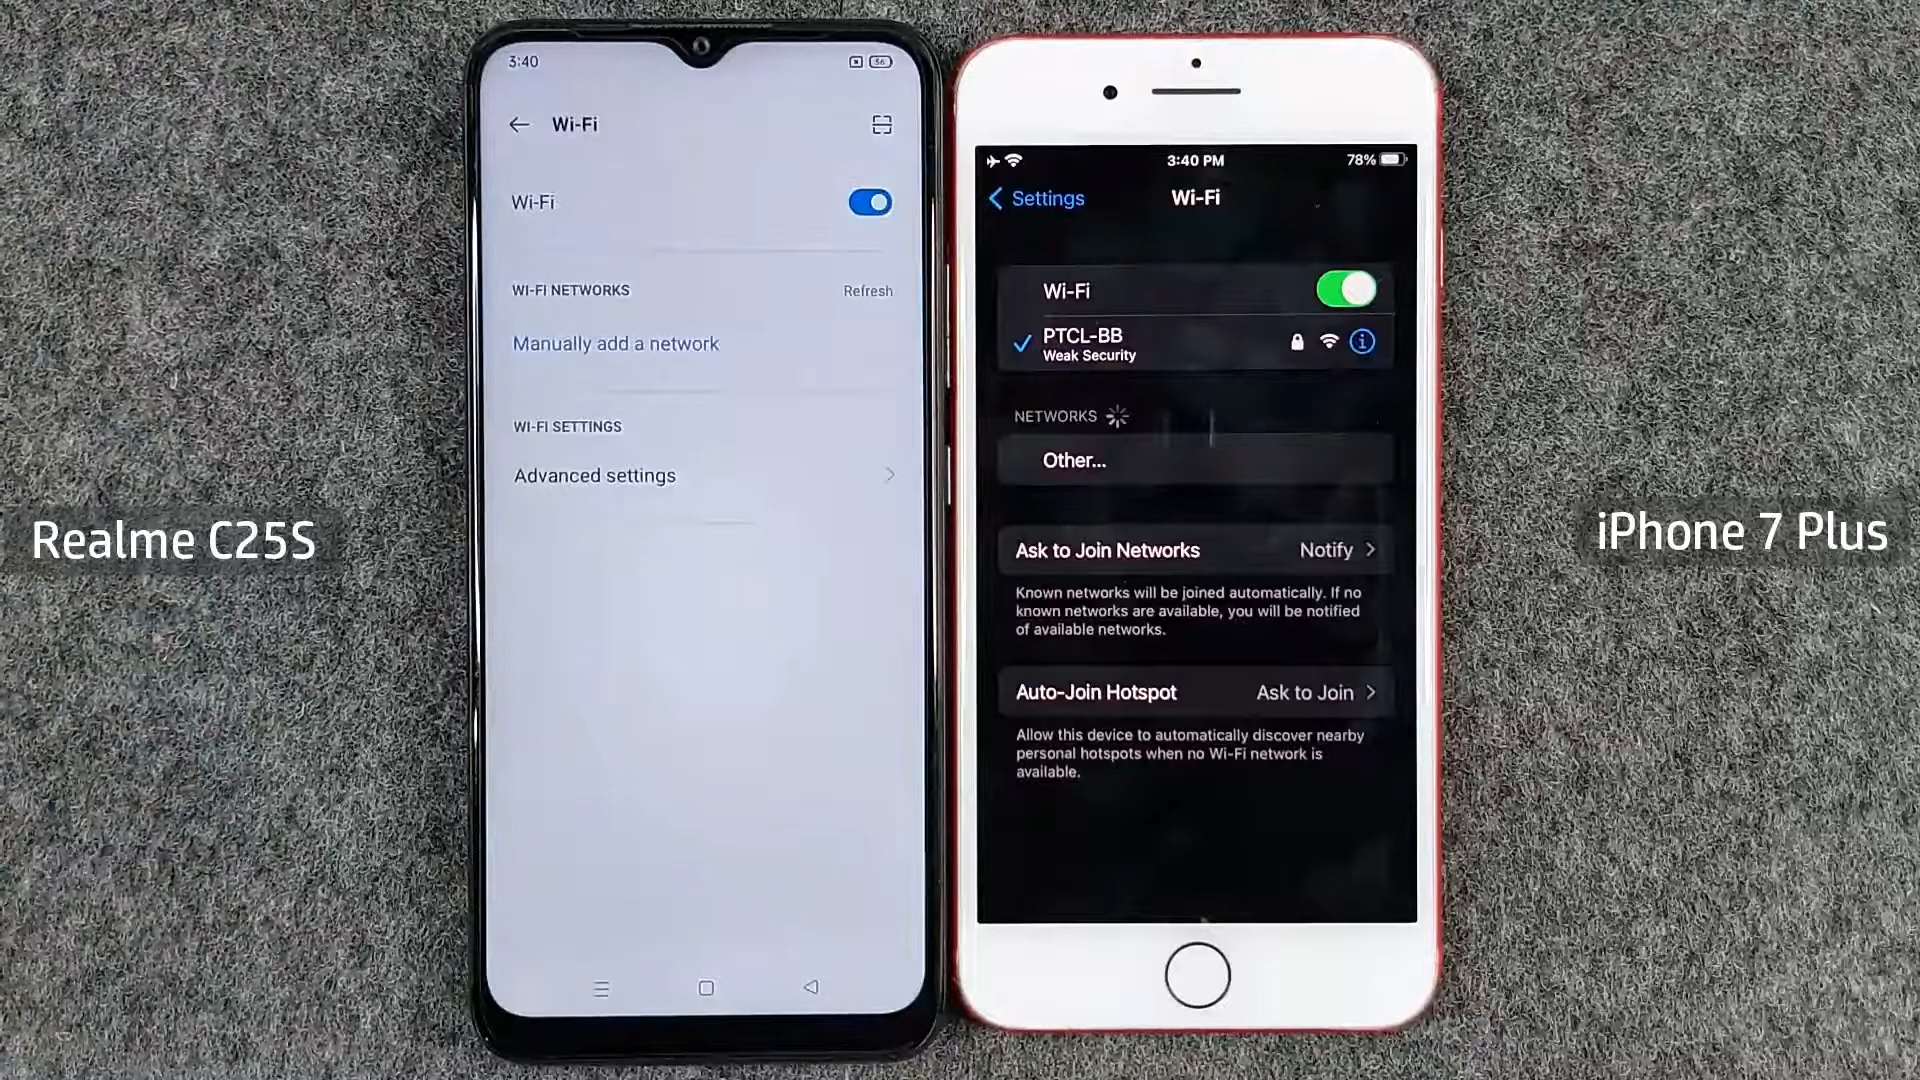 3:40
56
Wi-Fi
Wi-Fi
WI-FI NETWORKS
Refresh
Manually add a network
WI-FI SETTINGS
Advanced settings
Realme C25S
3:40 PM
78%
Settings
Wi-Fi
Wi-Fi
PTCL-BB
Weak Security
NETWORKS
Other...
Ask to Join Networks
Notify
Known networks will be joined automatically. If no
known networks are available, you will be notified
of available networks.
Auto-Join Hotspot
Ask to Join
Allow this device to automatically discover nearby
personal hotspots when no Wi-Fi network is
available.
iPhone 7 Plus